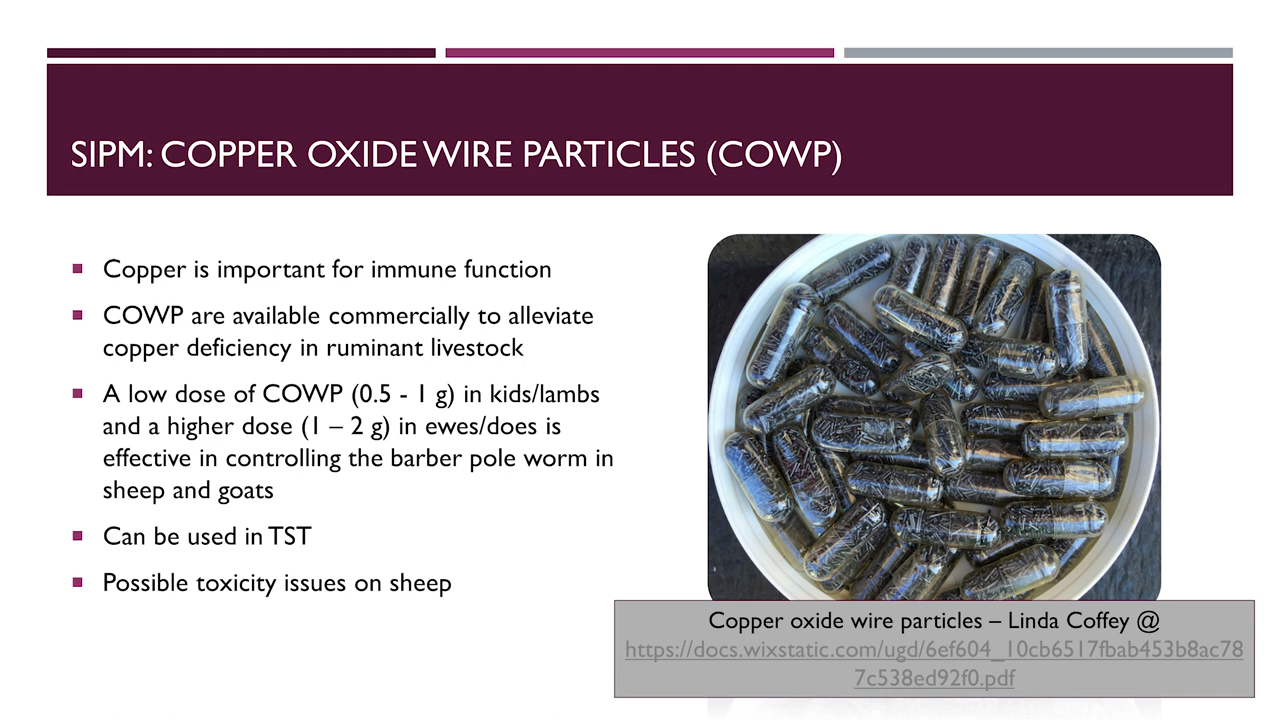 SIPM: COPPER OXIDE WIRE PARTICLES (COWP)
Copper is important for immune function
COWP are available commercially to alleviate
copper deficiency in ruminant livestock
A low dose of COWP (0.5 - 1 g) in kids/lambs
and a higher dose (1 – 2 g) in ewes/does is
effective in controlling the barber pole worm in
sheep and goats
Can be used in TST
Possible toxicity issues on sheep
Copper oxide wire particles – Linda Coffey @
https://docs.wixstatic.com/ugd/6ef604_10cb6517fbab453b8ac78
7c538ed92f0.pdf